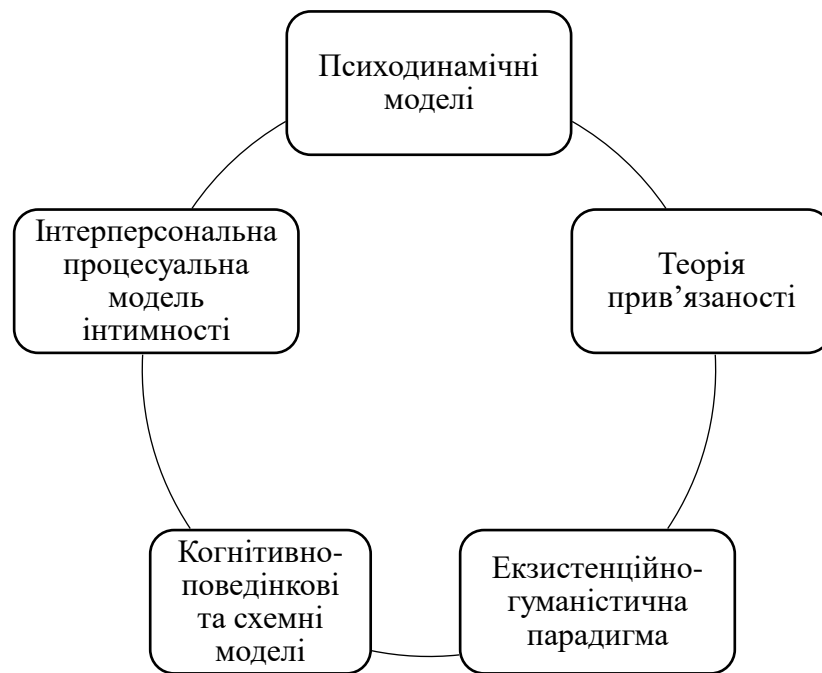 Психодинамічні
моделі
Теорія
прив’язаності
Екзистенційно-
гуманістична
парадигма
Когнітивно-
поведінкові
та схемні
моделі
Інтерперсональна
процесуальна
модель
інтимності